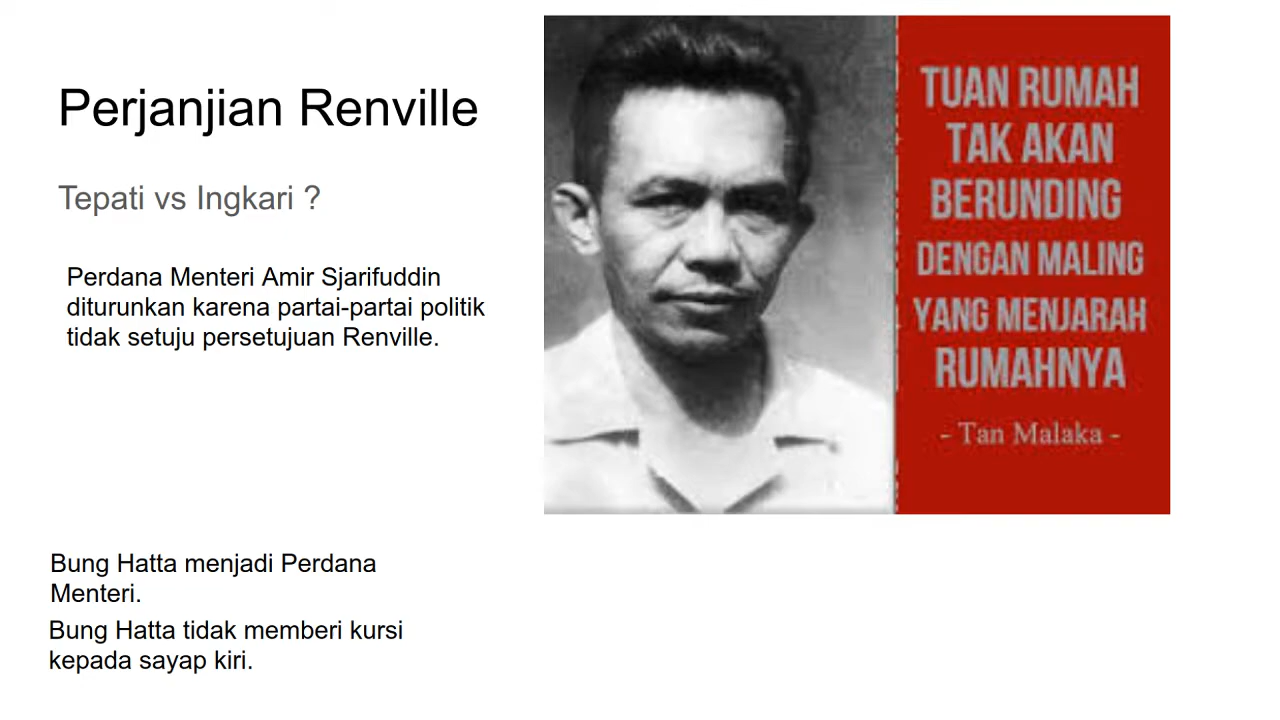 Perjanjian Renville
Tepati vs Ingkari ?
Perdana Menteri Amir Sjarifuddin
diturunkan karena partai-partai politik
tidak setuju persetujuan Renville.
TUAN RUMAH
TAK AKAN
BERUNDING
DENGAN MALING
YANG MENJARAH
RUMAHNYA
- Tan Malaka -
Bung Hatta menjadi Perdana
Menteri.
Bung Hatta tidak memberi kursi
kepada sayap kiri.